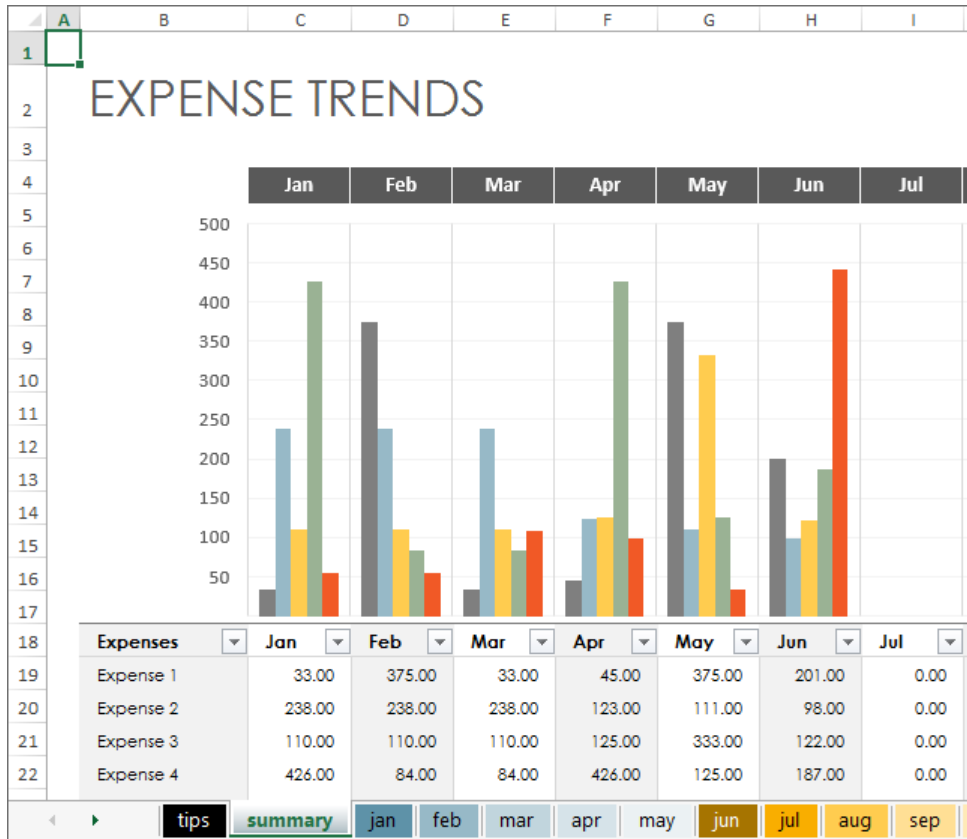 A B C D E F G H I
1
2 EXPENSE TRENDS
3
4 Jan Feb Mar Apr May Jun Jul
5 500
6 450
7 400
8 350
9
10 300
11 250
12 200
13
14 150
15 100
16 50
17
18 Expenses Jan Feb Mar Apr May Jun Jul
19 Expense 1 33.00 375.00 33.00 45.00 375.00 201.00 0.00
20 Expense 2 238.00 238.00 238.00 123.00 111.00 98.00 0.00
21 Expense 3 110.00 110.00 110.00 125.00 333.00 122.00 0.00
22 Expense 4 426.00 84.00 84.00 426.00 125.00 187.00 0.00
tips summary jan feb mar apr may jun jul aug sep